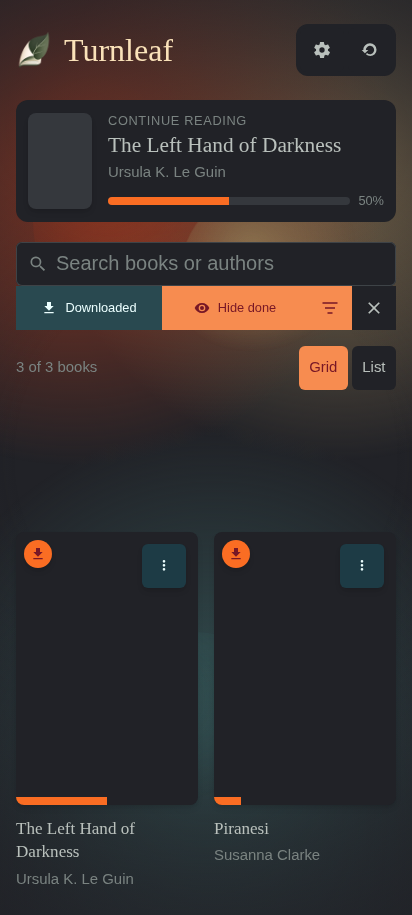 Turnleaf
CONTINUE READING
The Left Hand of Darkness
Ursula K. Le Guin
50%
Search books or authors
Downloaded
Hide done
3 of 3 books
Grid
List
The Left Hand of
Darkness
Ursula K. Le Guin
Piranesi
Susanna Clarke